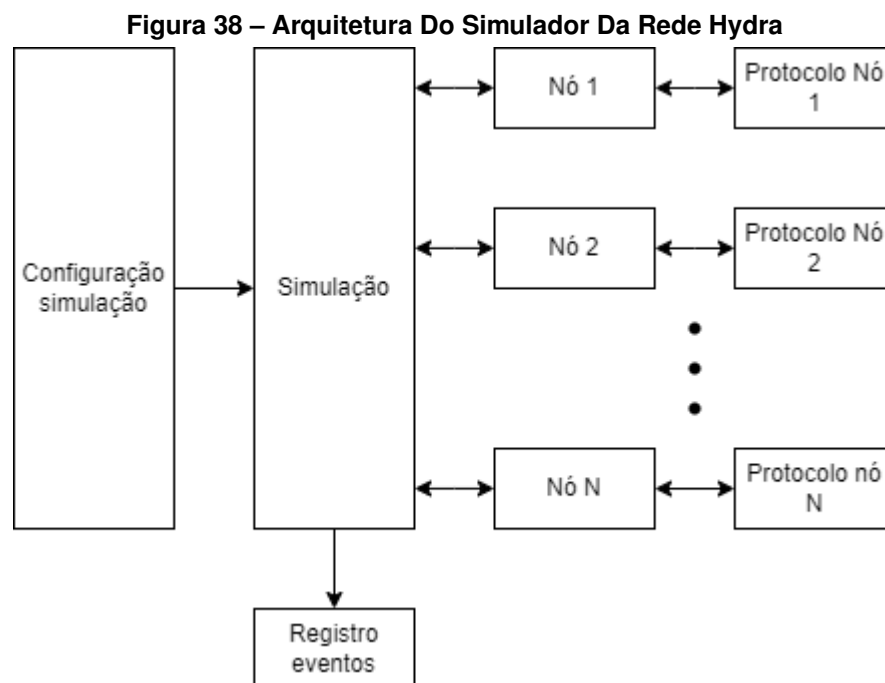 Figura 38 – Arquitetura Do Simulador Da Rede Hydra
Configuração
simulação
Simulação
Nó 1
Protocolo Nó
1
Nó 2
Protocolo Nó
2
Nó N
Protocolo nó
N
Registro
eventos